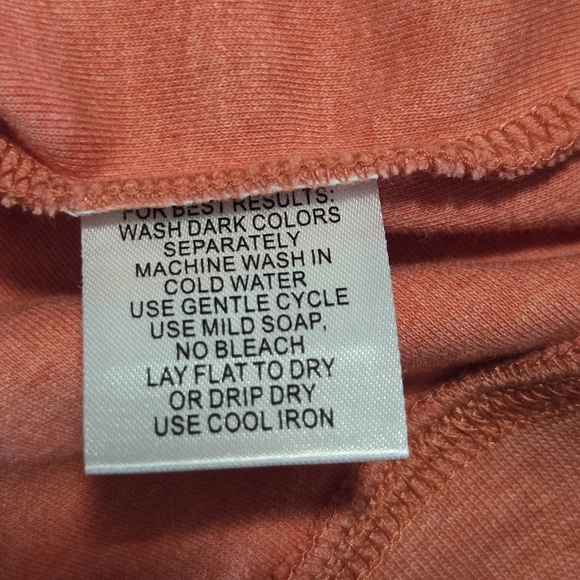 FOR BEST RESULTS:
WASH DARK COLORS
SEPARATELY
MACHINE WASH IN
COLD WATER
USE GENTLE CYCLE
USE MILD SOAP,
NO BLEACH
LAY FLAT TO DRY
OR DRIP DRY
USE COOL IRON